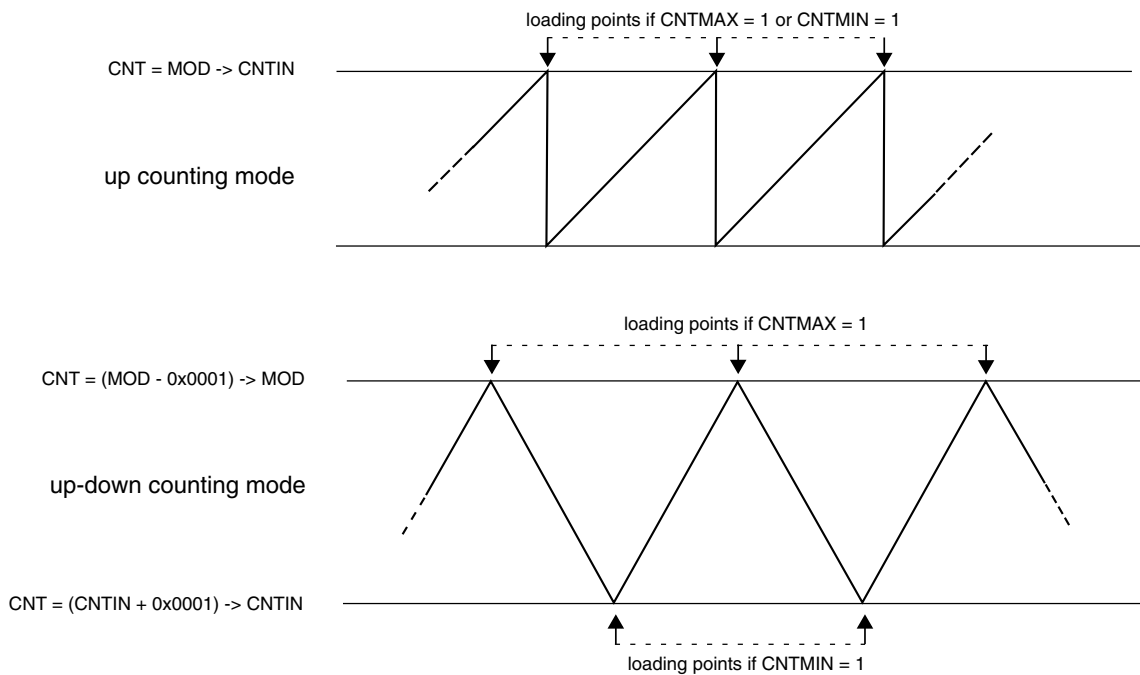 loading points if CNTMAX = 1 or CNTMIN = 1
CNT = MOD -> CNTIN
up counting mode
loading points if CNTMAX = 1
CNT = (MOD - 0x0001) -> MOD
up-down counting mode
CNT = (CNTIN + 0x0001) -> CNTIN
loading points if CNTMIN = 1